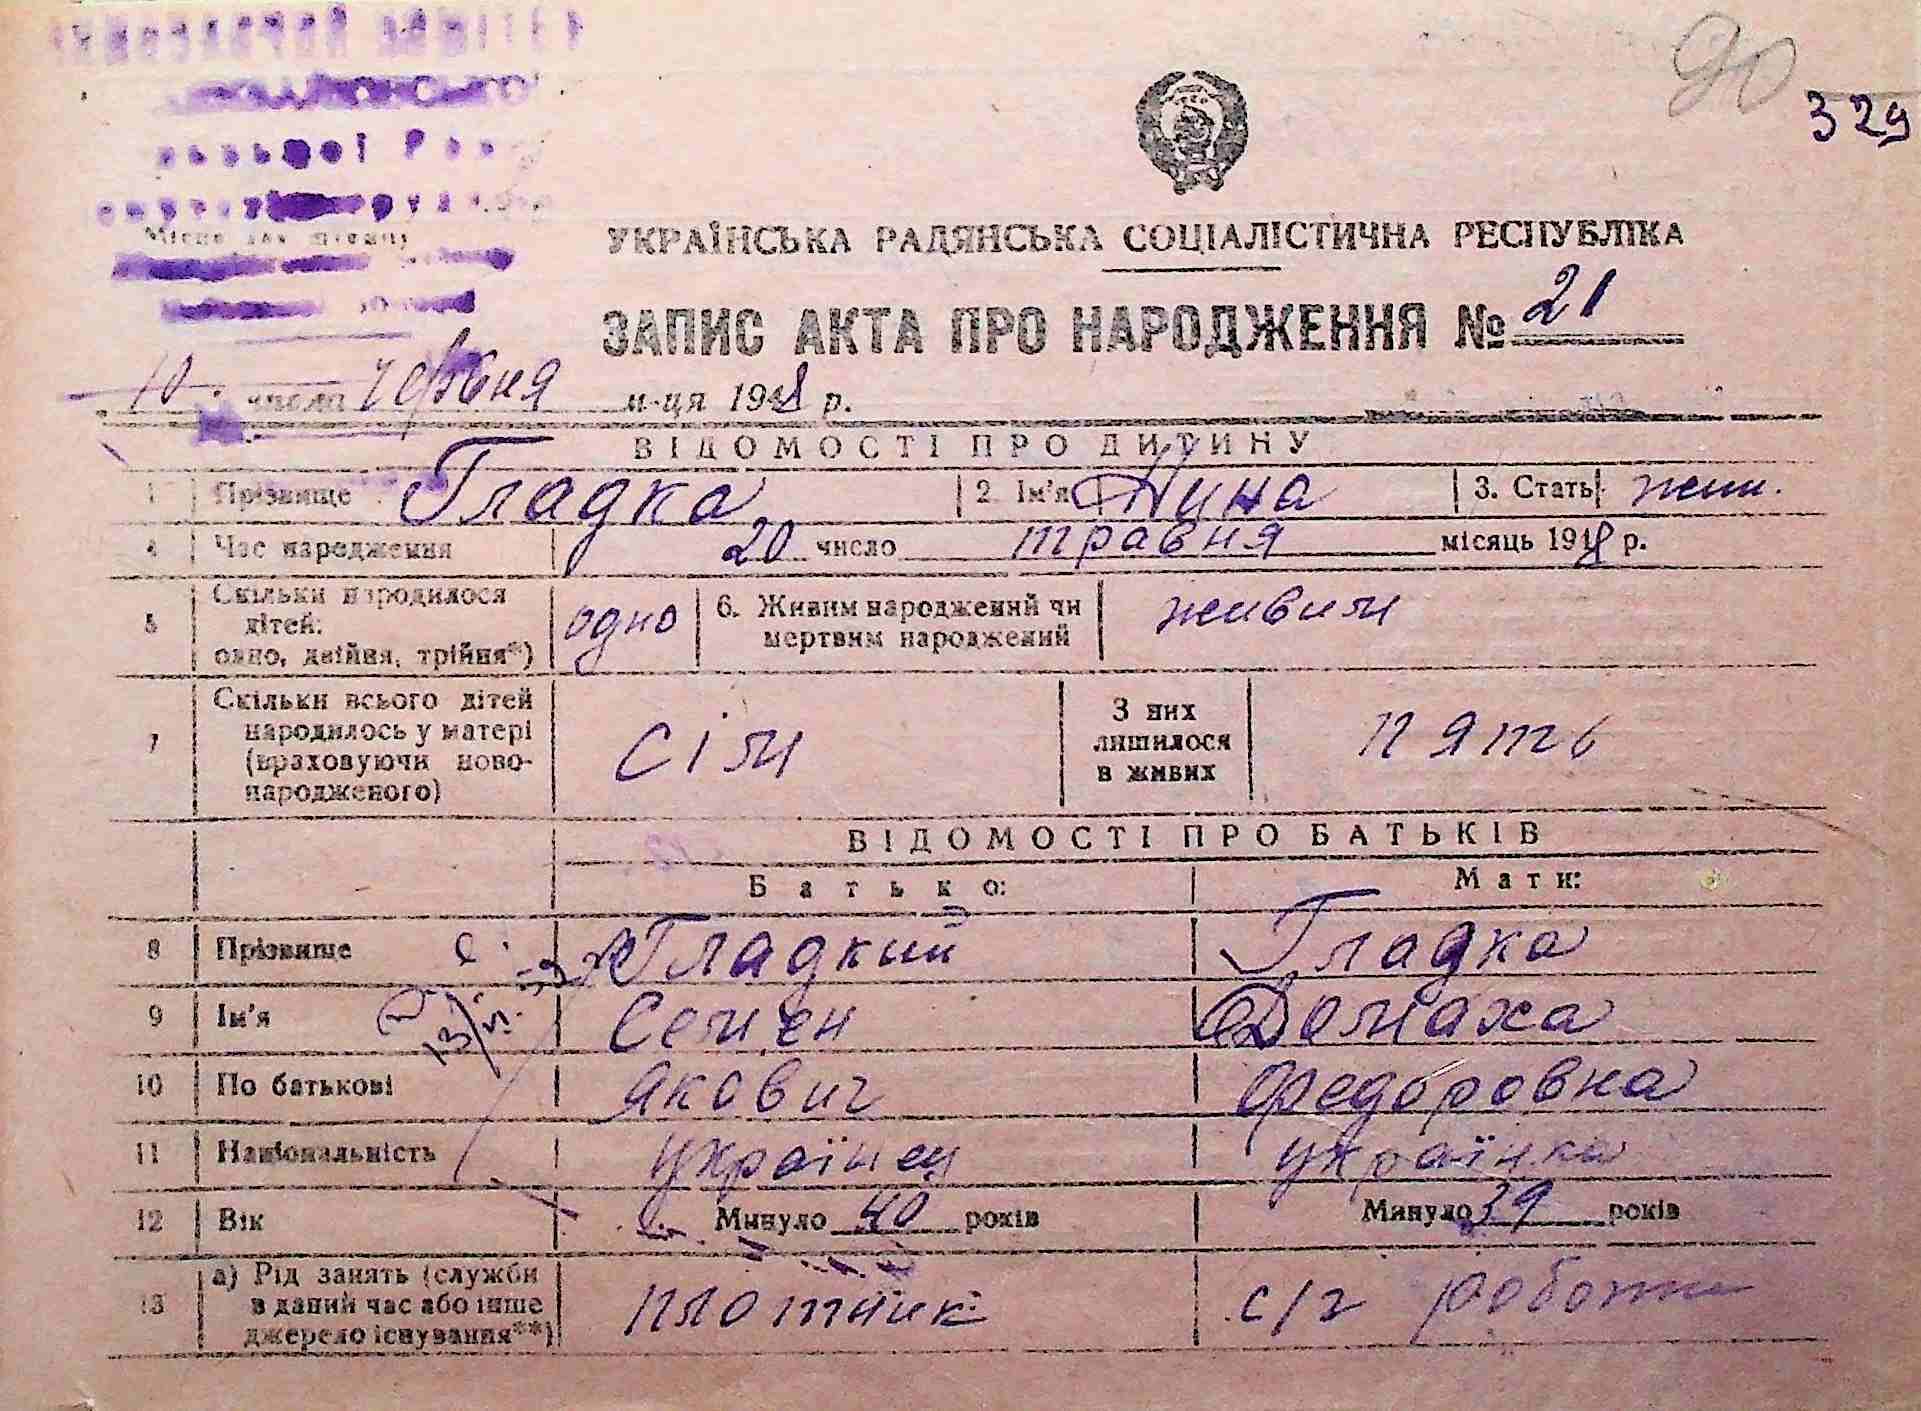 90
329
УКРАЇНСЬКА РАДЯНСЬКА СОЦІАЛІСТИЧНА РЕСПУБЛІКА
ЗАПИС АКТА ПРО НАРОДЖЕННЯ № 21
10 числа червня м-ця 1948 р.
ВІДОМОСТІ ПРО ДИТИНУ
1 Прізвище Гладка 2. Ім'я Нина 3. Стать жин.
4 Час народження 20 число травня місяць 1948 р.
5 Скільки народилося дітей: одно, двійня, трійня*) одно 6. Живим народжений чи мертвим народжений живим
7 Скільки всього дітей народилось у матері (враховуючи ново-народженого) сім З них лишилося в живих пять
ВІДОМОСТІ ПРО БАТЬКІВ
Батько: Мати:
8 Прізвище Гладкий Гладка
9 Ім'я Семен Домаха
10 По батькові Якович Федоровна
11 Національність українец українка
12 Вік Минуло 40 років Минуло 39 років
13 а) Рід занять (служби в даний час або інше джерело існування**) плотник с/г